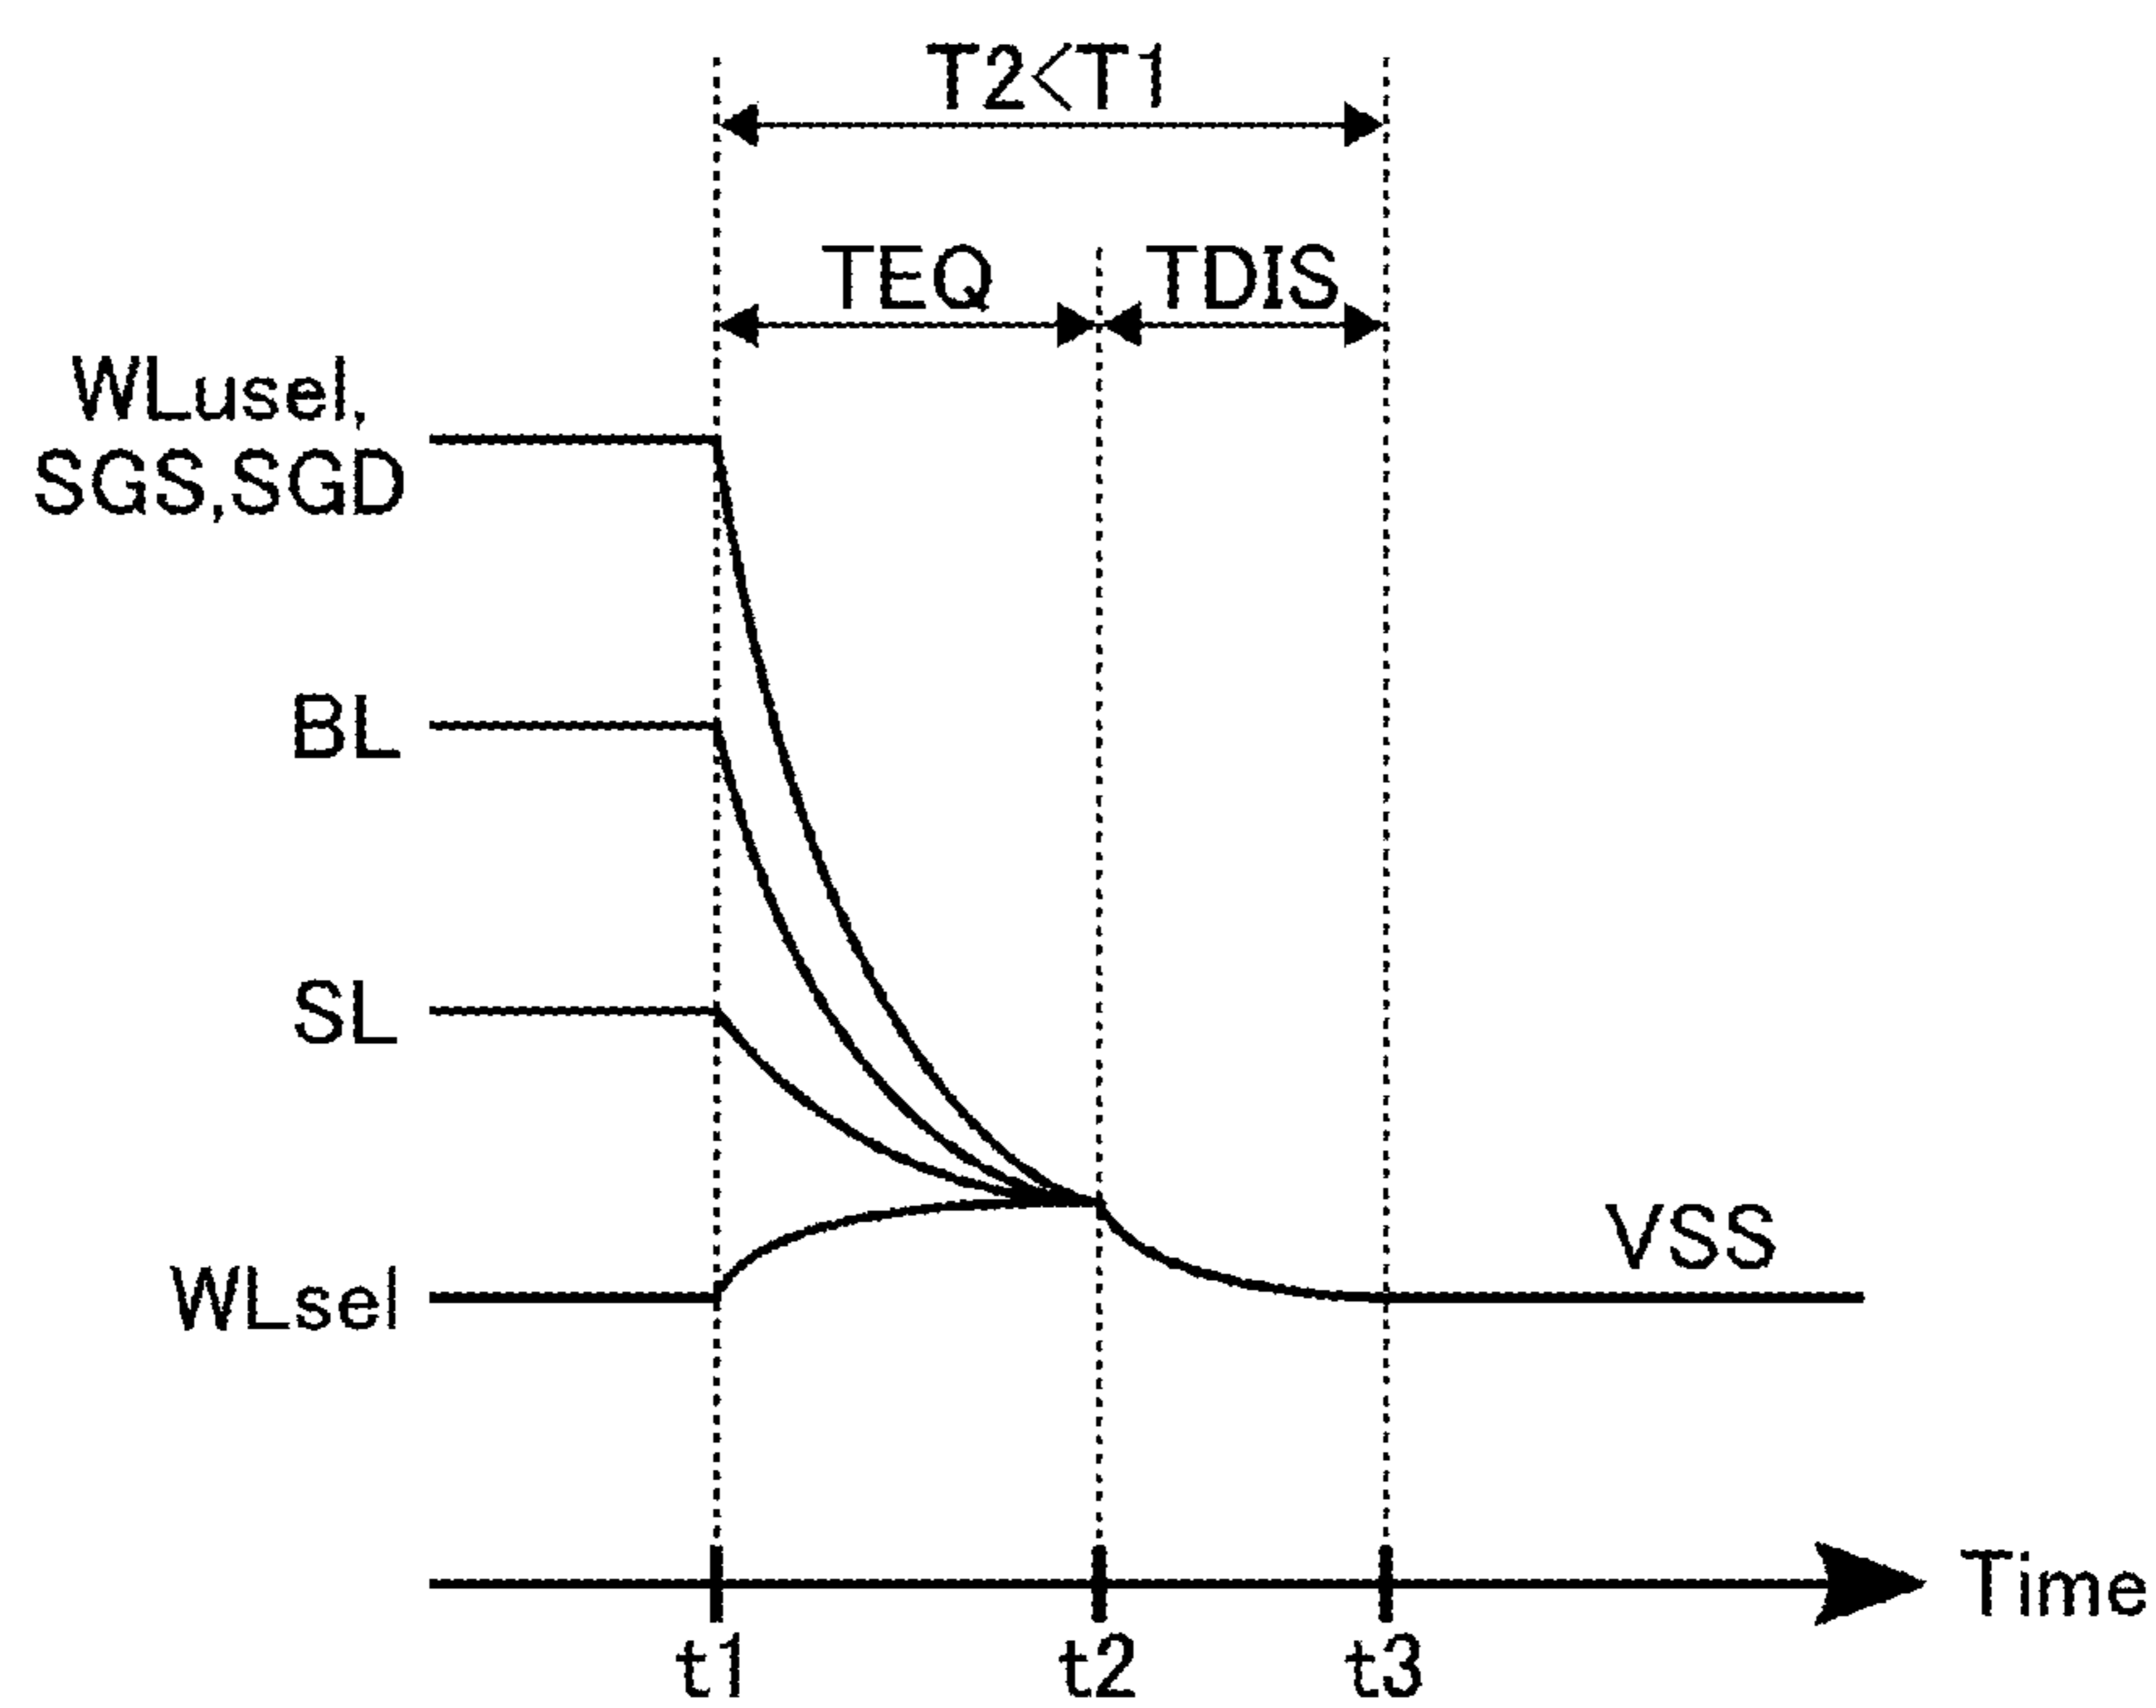 T2<T1
TEQ
TDIS
WLusel,
SGS,SGD
BL
SL
VSS
WLsel
Time
t1
t2
t3